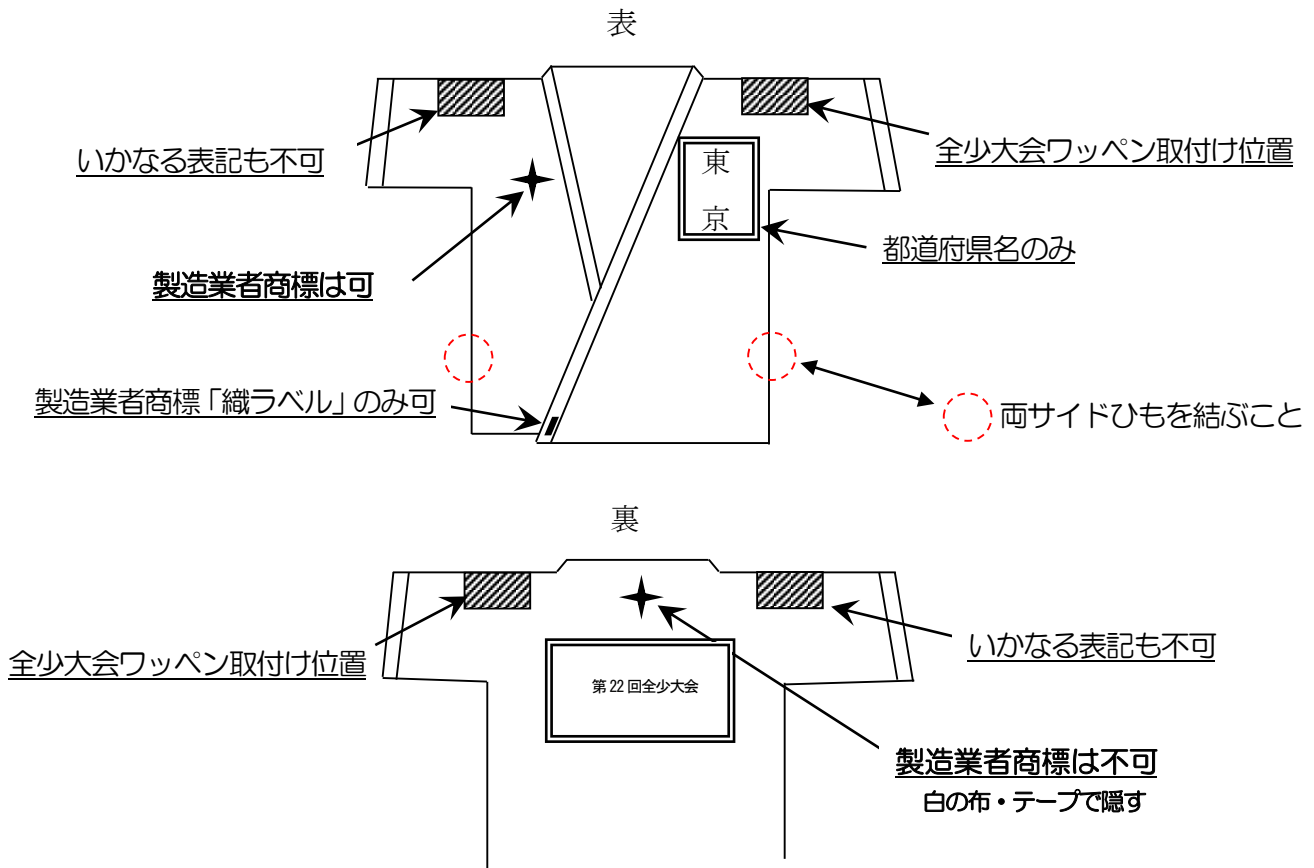 表
いかなる表記も不可
全少大会ワッペン取付け位置
東
京
都道府県名のみ
製造業者商標は可
製造業者商標「織ラベル」のみ可
両サイドひもを結ぶこと
裏
全少大会ワッペン取付け位置
いかなる表記も不可
第22回全少大会
製造業者商標は不可
白の布・テープで隠す